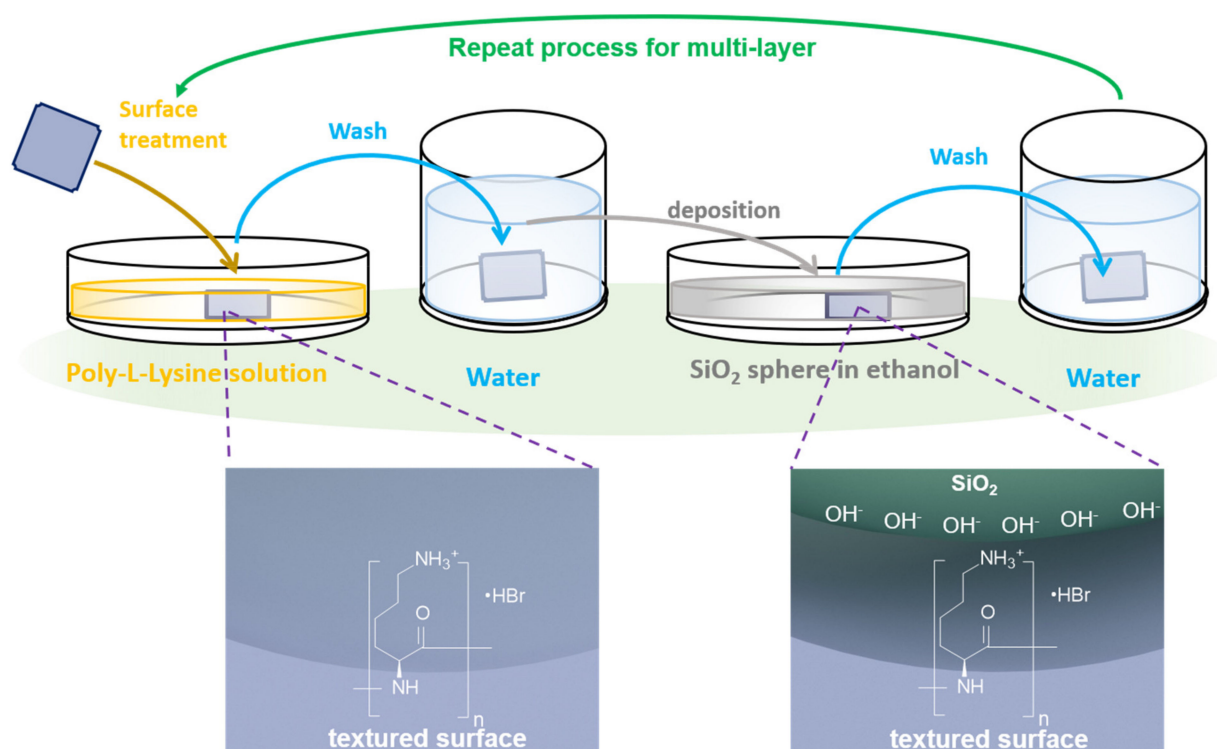 Repeat process for multi-layer
Surface
treatment
Wash
deposition
Wash
Poly-L-Lysine solution
Water
SiO₂ sphere in ethanol
Water
NH₃⁺
•HBr
O
NH
n
textured surface
SiO₂
OH⁻ OH⁻ OH⁻ OH⁻ OH⁻ OH⁻
NH₃⁺
•HBr
O
NH
n
textured surface